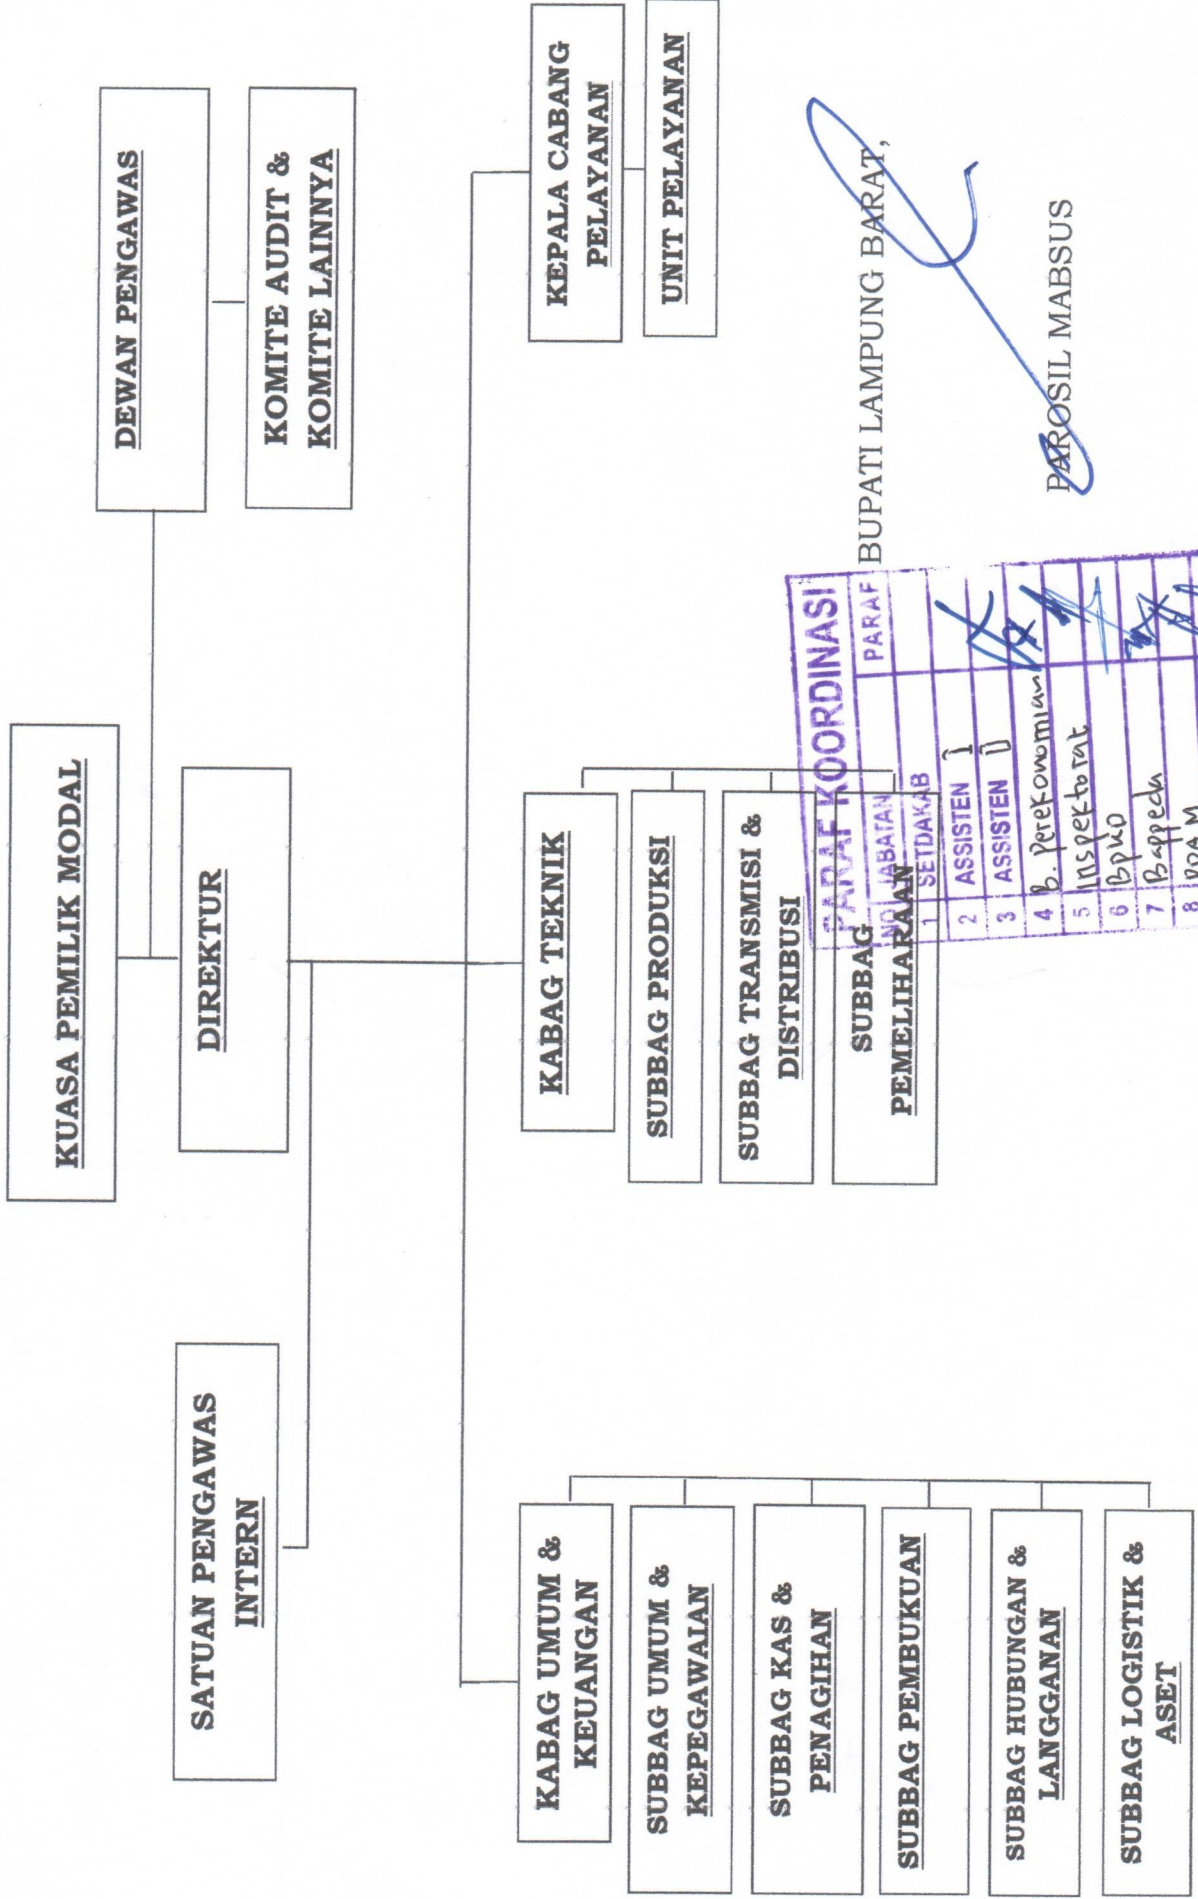 KUASA PEMILIK MODAL
DEWAN PENGAWAS
KOMITE AUDIT &
KOMITE LAINNYA
DIREKTUR
SATUAN PENGAWAS
INTERN
KABAG UMUM &
KEUANGAN
SUBBAG UMUM &
KEPEGAWAIAN
SUBBAG KAS &
PENAGIHAN
SUBBAG PEMBUKUAN
SUBBAG HUBUNGAN &
LANGGANAN
SUBBAG LOGISTIK &
ASET
KABAG TEKNIK
SUBBAG PRODUKSI
SUBBAG TRANSMISI &
DISTRIBUSI
SUBBAG
PEMELIHARAAN
KEPALA CABANG
PELAYANAN
UNIT PELAYANAN
PARAF KOORDINASI
NO JABATAN PARAF
1 SETDAKAB
2 ASSISTEN I
3 ASSISTEN II
4 B. Perekonomian
5 Inspektorat
6 BPKD
7 Bappeda
8 PDAM
BUPATI LAMPUNG BARAT,
PAROSIL MABSUS